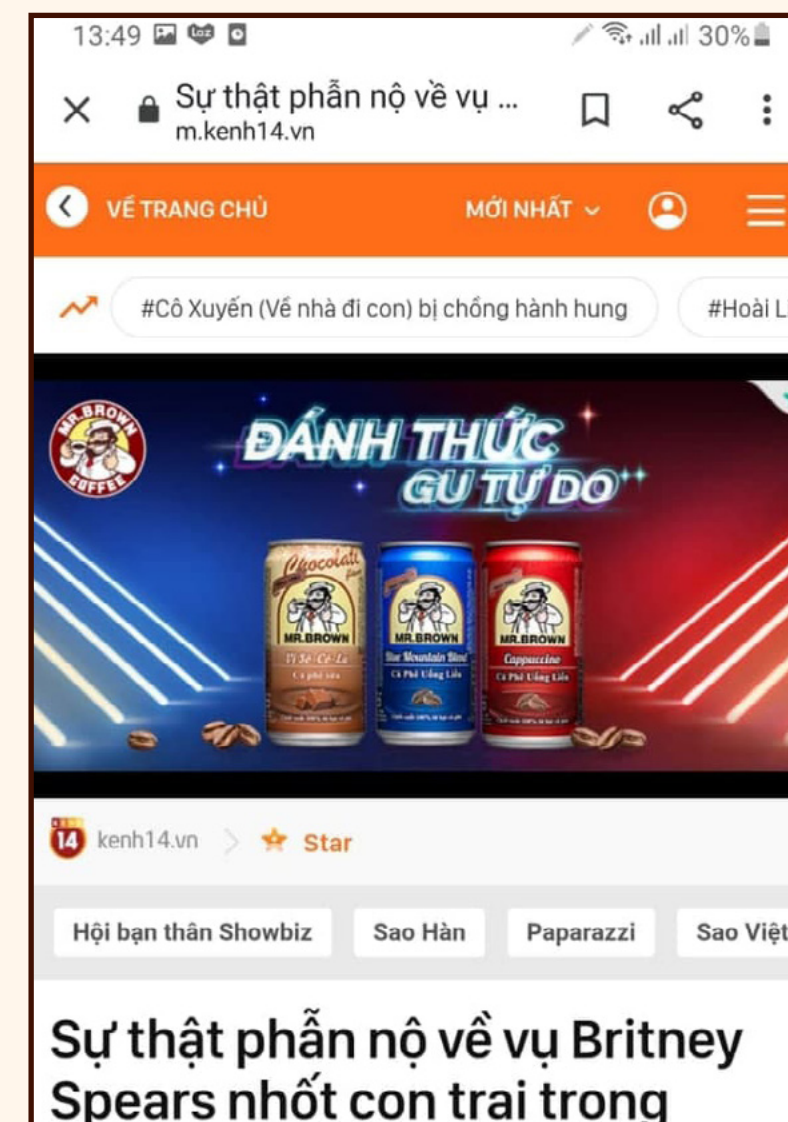 13:49
30%
Sự thật phẫn nộ về vụ ...
m.kenh14.vn
VỀ TRANG CHỦ
MỚI NHẤT
#Cô Xuyến (Về nhà đi con) bị chồng hành hung
#Hoài Li
MR.BROWN
COFFEE
ĐÁNH THỨC
GU TỰ DO
Chocolate
MR.BROWN
Vị Sô-Cô-La
Cà phê sữa
MR.BROWN
Blue Mountain Blend
Cà Phê Uống Liền
MR.BROWN
Cappuccino
Cà Phê Uống Liền
14
kenh14.vn
Star
Hội bạn thân Showbiz
Sao Hàn
Paparazzi
Sao Việt
Sự thật phẫn nộ về vụ Britney
Spears nhốt con trai trong